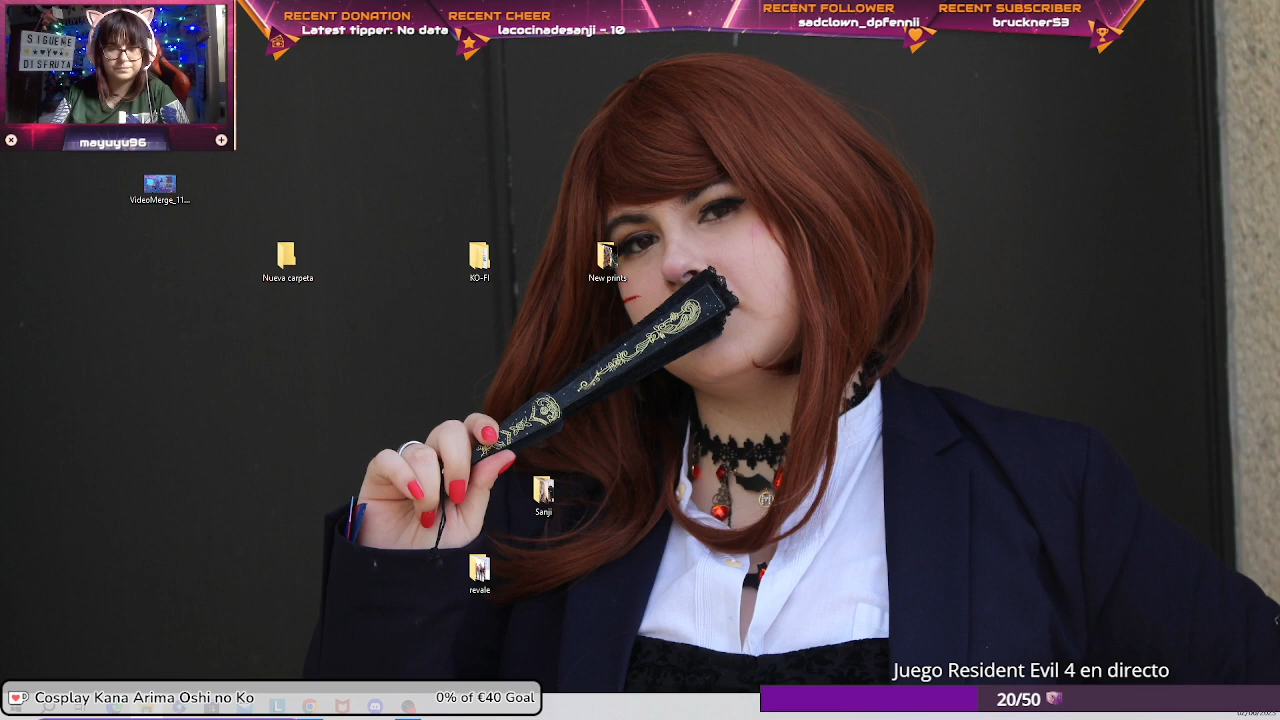 RECENT DONATION
Latest tipper: No data
RECENT CHEER
lacocinadesanji - 10
RECENT FOLLOWER
sadclown_dpfennii
RECENT SUBSCRIBER
bruckner53
SIGUEME
Y
DISFRUTA
mayuyu96
VideoMerge_11...
Nueva carpeta
KO-FI
New prints
Sanji
revale
Juego Resident Evil 4 en directo
Cosplay Kana Arima Oshi no Ko
0% of €40 Goal
20/50